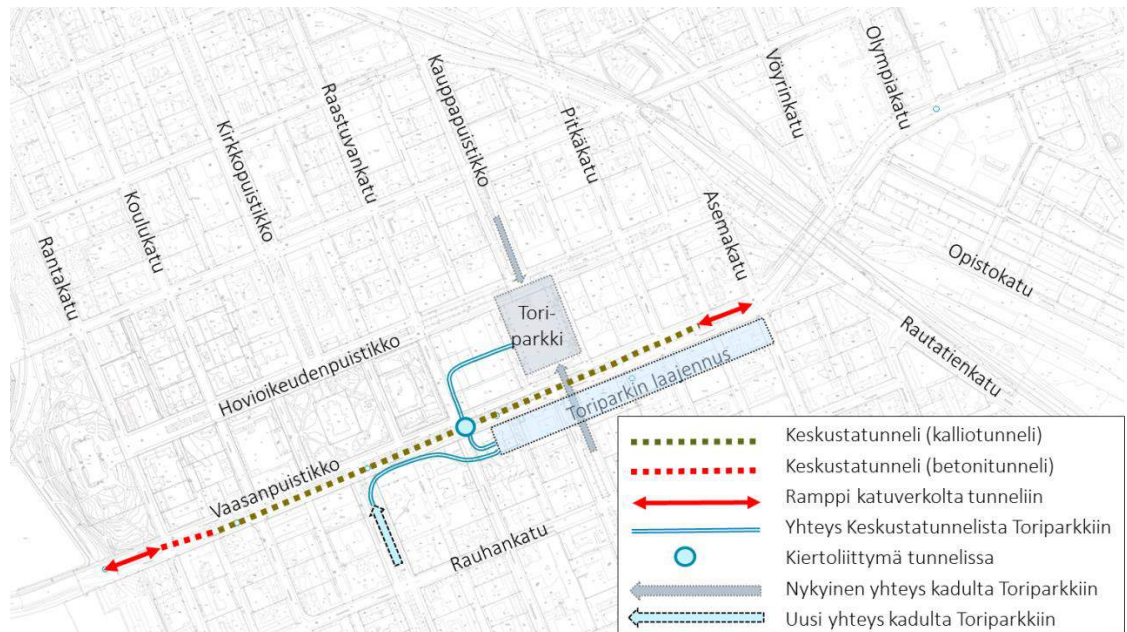 Rantakatu
Koulukatu
Kirkkopuistikko
Raastuvankatu
Kauppapuistikko
Pitkäkatu
Asemakatu
Vöyrinkatu
Olympiakatu
Opistokatu
Rautatienkatu
Hovioikeudenpuistikko
Vaasanpuistikko
Rauhankatu
Tori-
parkki
Toriparkin laajennus
Keskustatunneli (kalliotunneli)
Keskustatunneli (betonitunneli)
Ramppi katuverkolta tunneliin
Yhteys Keskustatunnelista Toriparkkiin
Kiertoliittymä tunnelissa
Nykyinen yhteys kadulta Toriparkkiin
Uusi yhteys kadulta Toriparkkiin